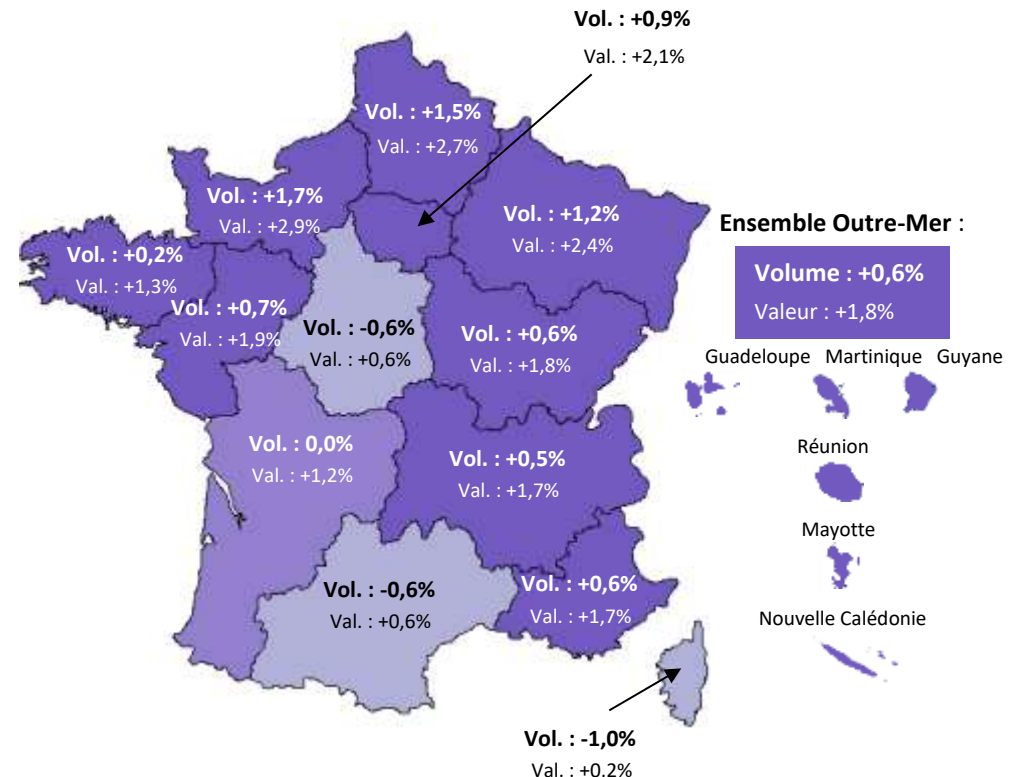 Vol. : +0,9%
Val. : +2,1%
Vol. : +1,5%
Val. : +2,7%
Vol. : +1,7%
Val. : +2,9%
Vol. : +1,2%
Val. : +2,4%
Ensemble Outre-Mer :
Volume : +0,6%
Valeur : +1,8%
Vol. : +0,2%
Val. : +1,3%
Vol. : +0,7%
Val. : +1,9%
Vol. : -0,6%
Val. : +0,6%
Vol. : +0,6%
Val. : +1,8%
Guadeloupe Martinique Guyane
Vol. : 0,0%
Val. : +1,2%
Vol. : +0,5%
Val. : +1,7%
Réunion
Mayotte
Vol. : -0,6%
Val. : +0,6%
Vol. : +0,6%
Val. : +1,7%
Nouvelle Calédonie
Vol. : -1,0%
Val. : +0,2%